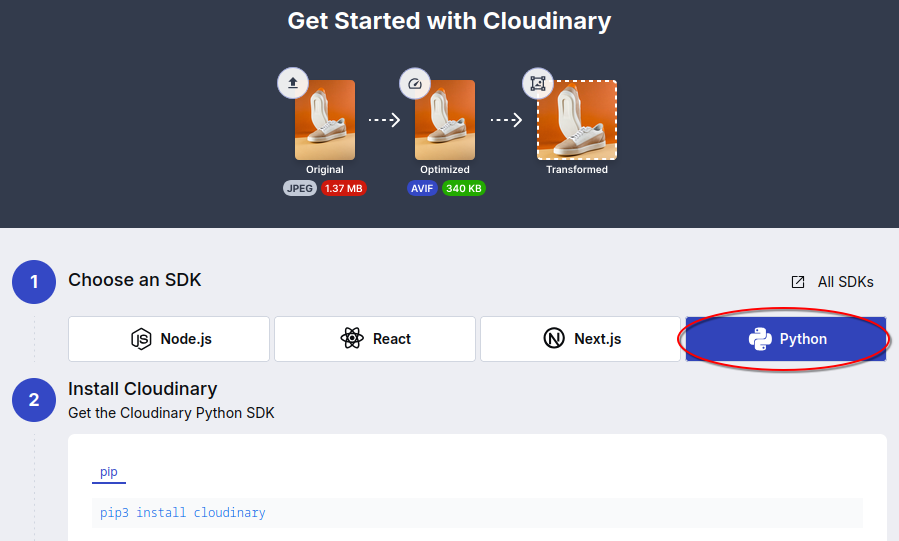 Get Started with Cloudinary
Original
Optimized
Transformed
JPEG 1.37 MB
AVIF 340 KB
1
Choose an SDK
All SDKs
JS Node.js
React
N Next.js
Python
2
Install Cloudinary
Get the Cloudinary Python SDK
pip
pip3 install cloudinary